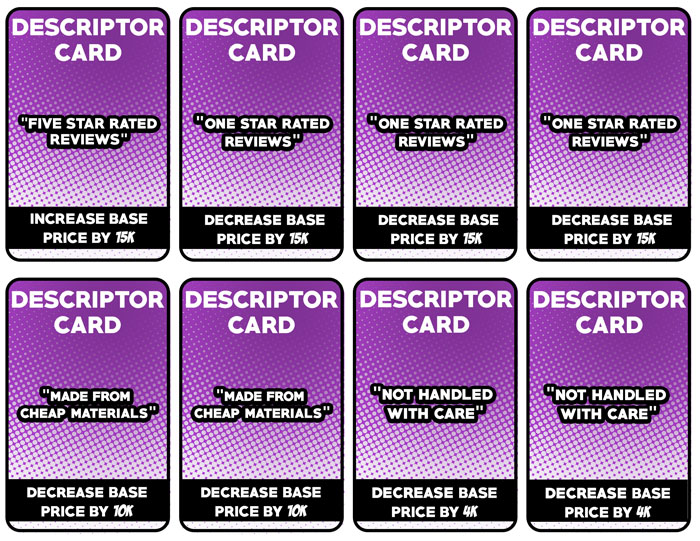 DESCRIPTOR
CARD
"FIVE STAR RATED
REVIEWS"
INCREASE BASE
PRICE BY 15K
DESCRIPTOR
CARD
"ONE STAR RATED
REVIEWS"
DECREASE BASE
PRICE BY 15K
DESCRIPTOR
CARD
"ONE STAR RATED
REVIEWS"
DECREASE BASE
PRICE BY 15K
DESCRIPTOR
CARD
"ONE STAR RATED
REVIEWS"
DECREASE BASE
PRICE BY 15K
DESCRIPTOR
CARD
"MADE FROM
CHEAP MATERIALS"
DECREASE BASE
PRICE BY 10K
DESCRIPTOR
CARD
"MADE FROM
CHEAP MATERIALS"
DECREASE BASE
PRICE BY 10K
DESCRIPTOR
CARD
"NOT HANDLED
WITH CARE"
DECREASE BASE
PRICE BY 4K
DESCRIPTOR
CARD
"NOT HANDLED
WITH CARE"
DECREASE BASE
PRICE BY 4K